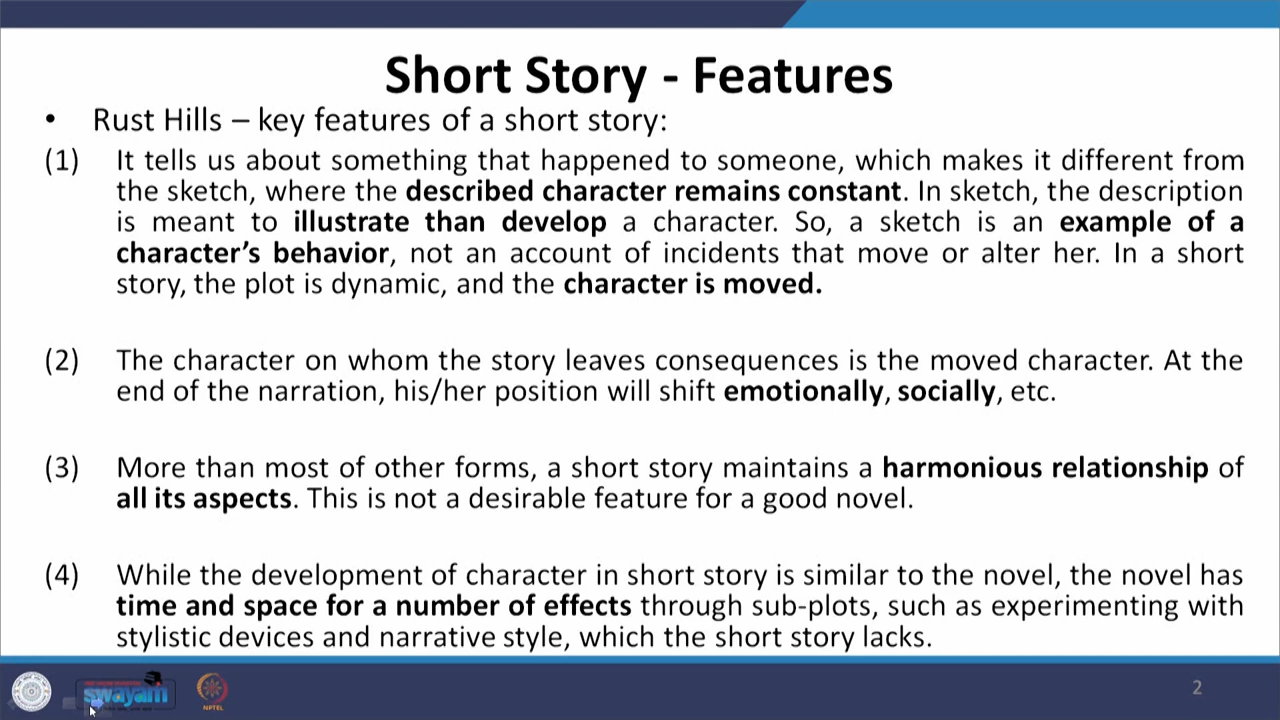 Short Story - Features
• Rust Hills – key features of a short story:
(1) It tells us about something that happened to someone, which makes it different from
the sketch, where the described character remains constant. In sketch, the description
is meant to illustrate than develop a character. So, a sketch is an example of a
character's behavior, not an account of incidents that move or alter her. In a short
story, the plot is dynamic, and the character is moved.
(2) The character on whom the story leaves consequences is the moved character. At the
end of the narration, his/her position will shift emotionally, socially, etc.
(3) More than most of other forms, a short story maintains a harmonious relationship of
all its aspects. This is not a desirable feature for a good novel.
(4) While the development of character in short story is similar to the novel, the novel has
time and space for a number of effects through sub-plots, such as experimenting with
stylistic devices and narrative style, which the short story lacks.
swayam
NPTEL
2